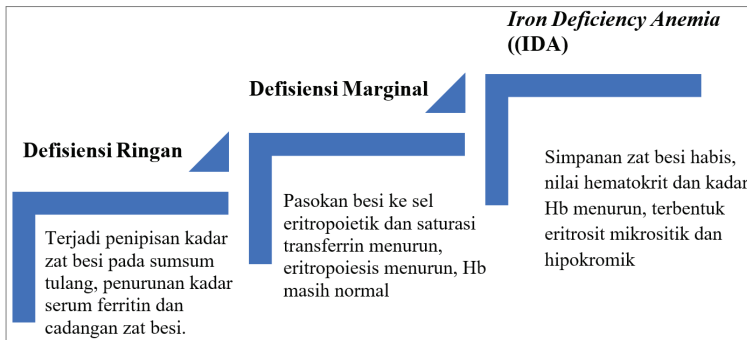 Defisiensi Ringan
Terjadi penipisan kadar
zat besi pada sumsum
tulang, penurunan kadar
serum ferritin dan
cadangan zat besi.
Defisiensi Marginal
Pasokan besi ke sel
eritropoietik dan saturasi
transferrin menurun,
eritropoiesis menurun, Hb
masih normal
Iron Deficiency Anemia
((IDA)
Simpanan zat besi habis,
nilai hematokrit dan kadar
Hb menurun, terbentuk
eritrosit mikrositik dan
hipokromik